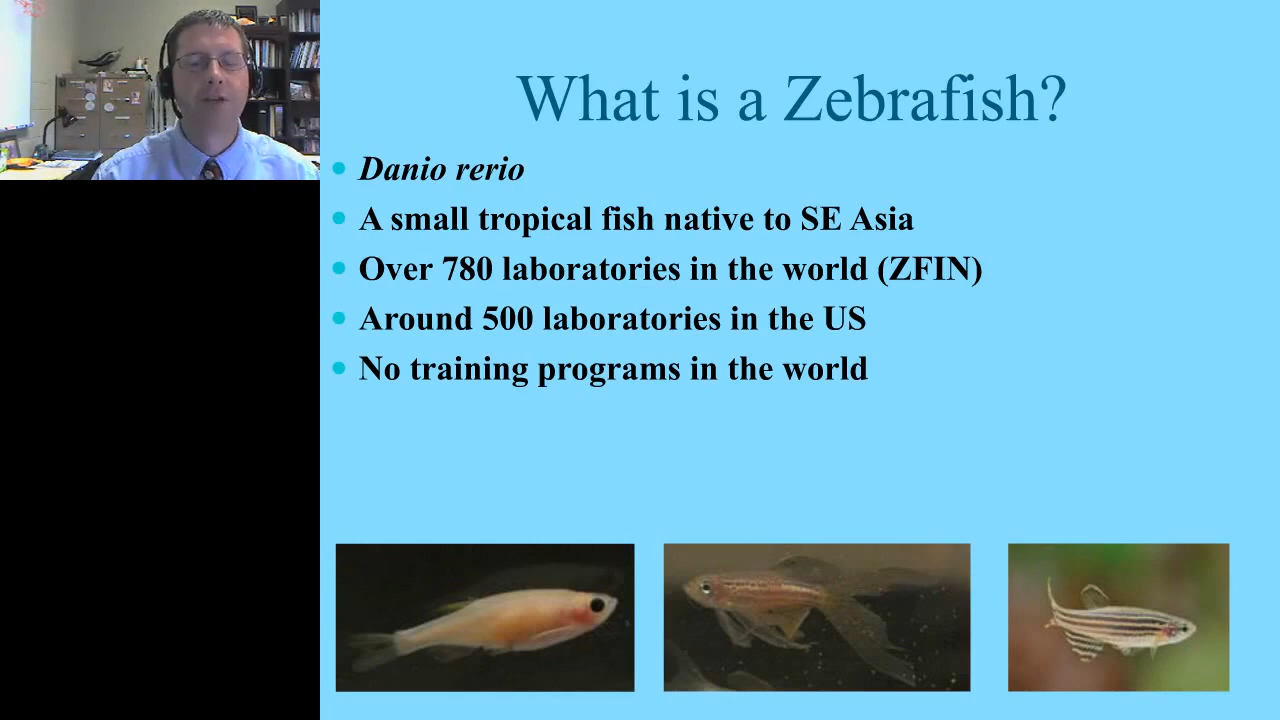 What is a Zebrafish?
Danio rerio
A small tropical fish native to SE Asia
Over 780 laboratories in the world (ZFIN)
Around 500 laboratories in the US
No training programs in the world